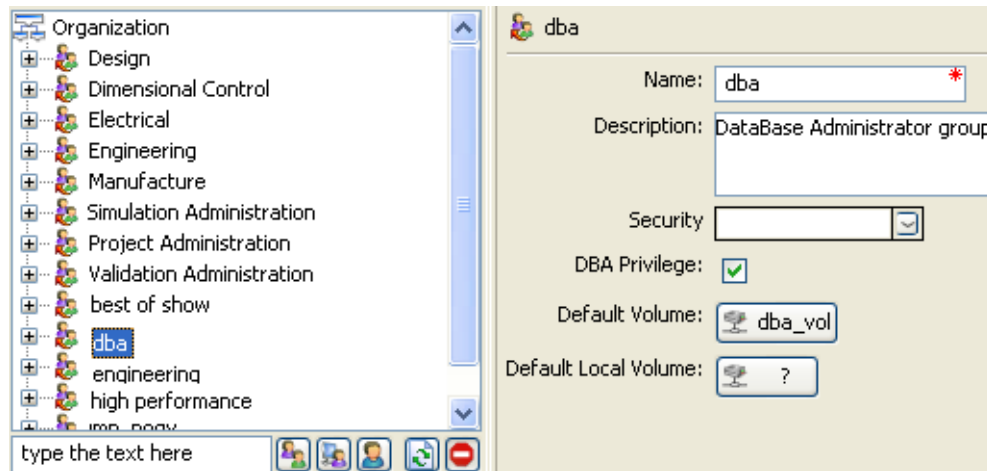 Organization
Design
Dimensional Control
Electrical
Engineering
Manufacture
Simulation Administration
Project Administration
Validation Administration
best of show
dba
engineering
high performance
type the text here
dba
Name: dba *
Description: DataBase Administrator group
Security
DBA Privilege:
Default Volume: dba_vol
Default Local Volume: ?